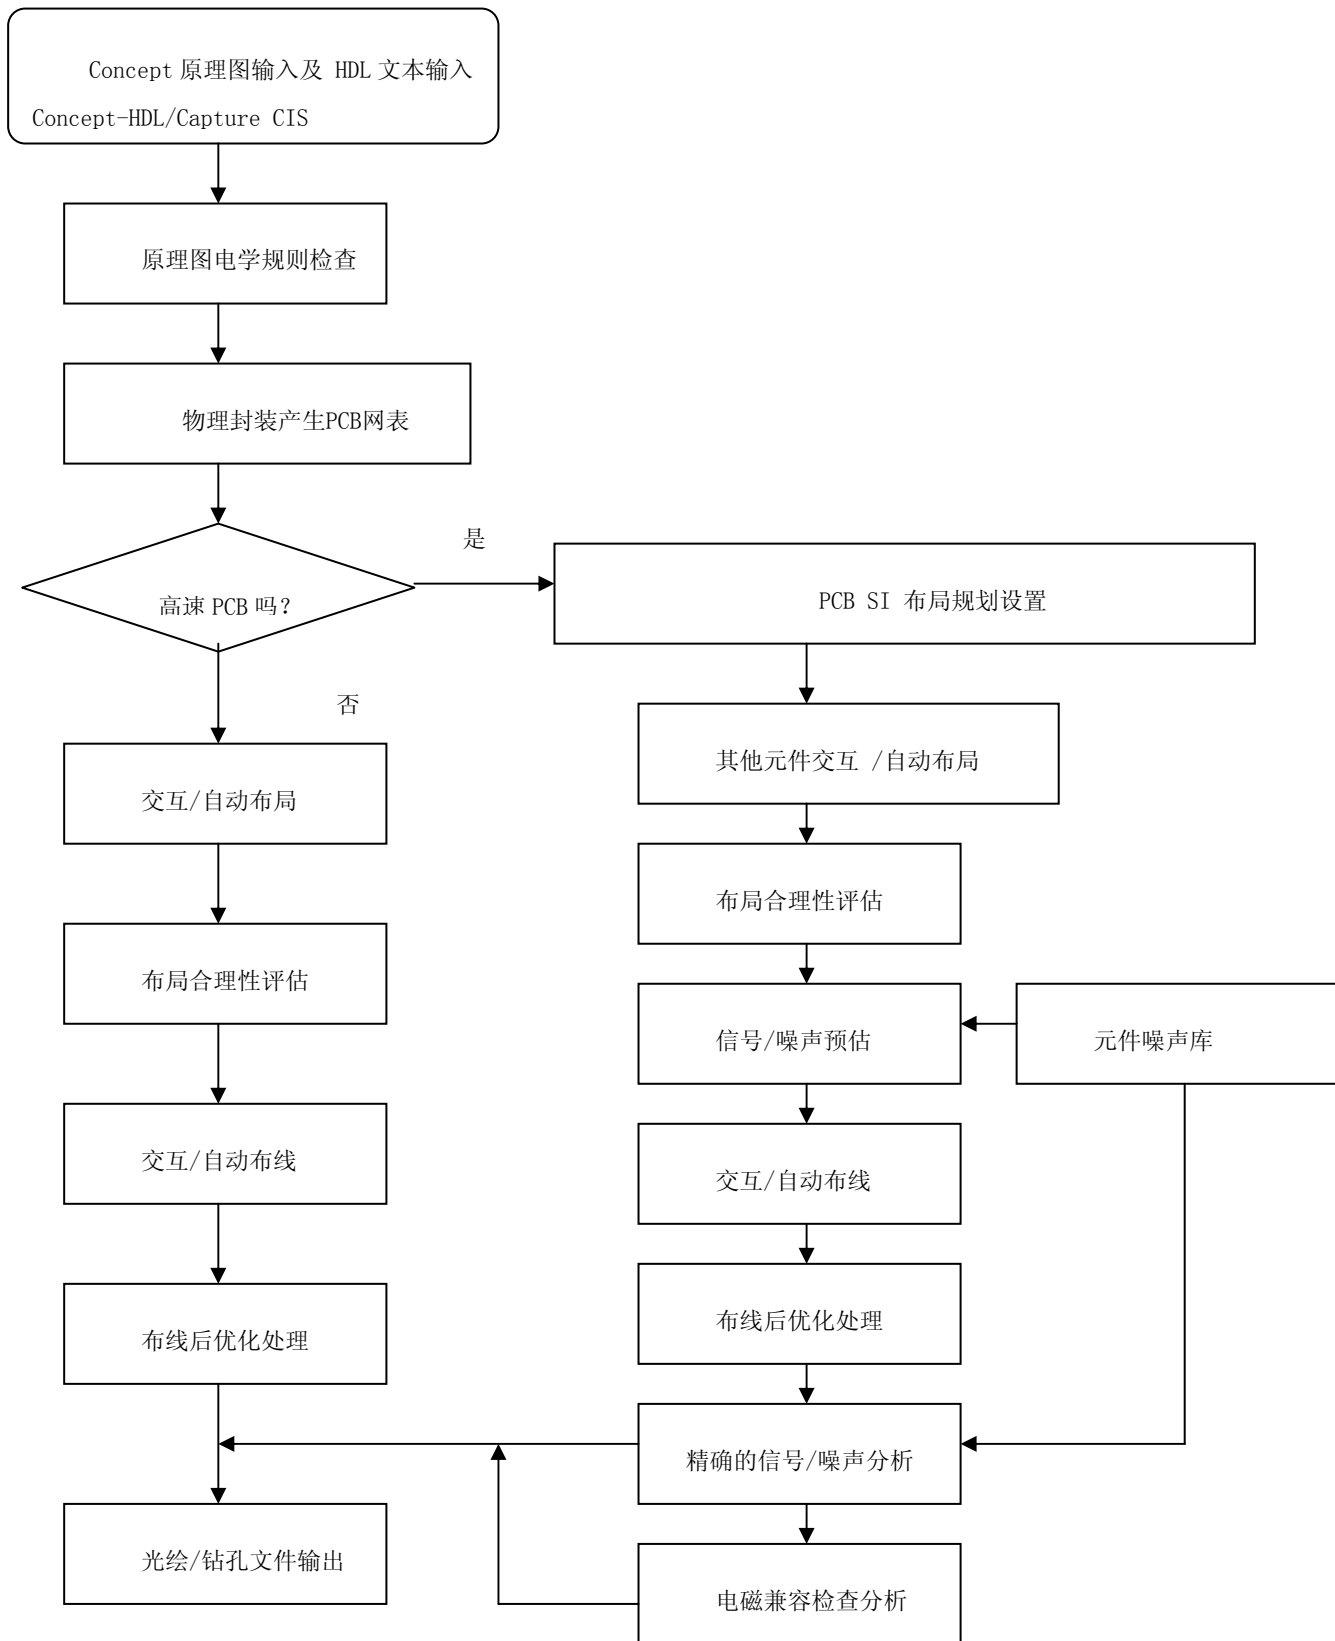 Concept 原理图输入及 HDL 文本输入
Concept-HDL/Capture CIS
原理图电学规则检查
物理封装产生PCB网表
高速 PCB 吗?
是
否
交互/自动布局
布局合理性评估
交互/自动布线
布线后优化处理
光绘/钻孔文件输出
PCB SI 布局规划设置
其他元件交互 /自动布局
布局合理性评估
信号/噪声预估
元件噪声库
交互/自动布线
布线后优化处理
精确的信号/噪声分析
电磁兼容检查分析